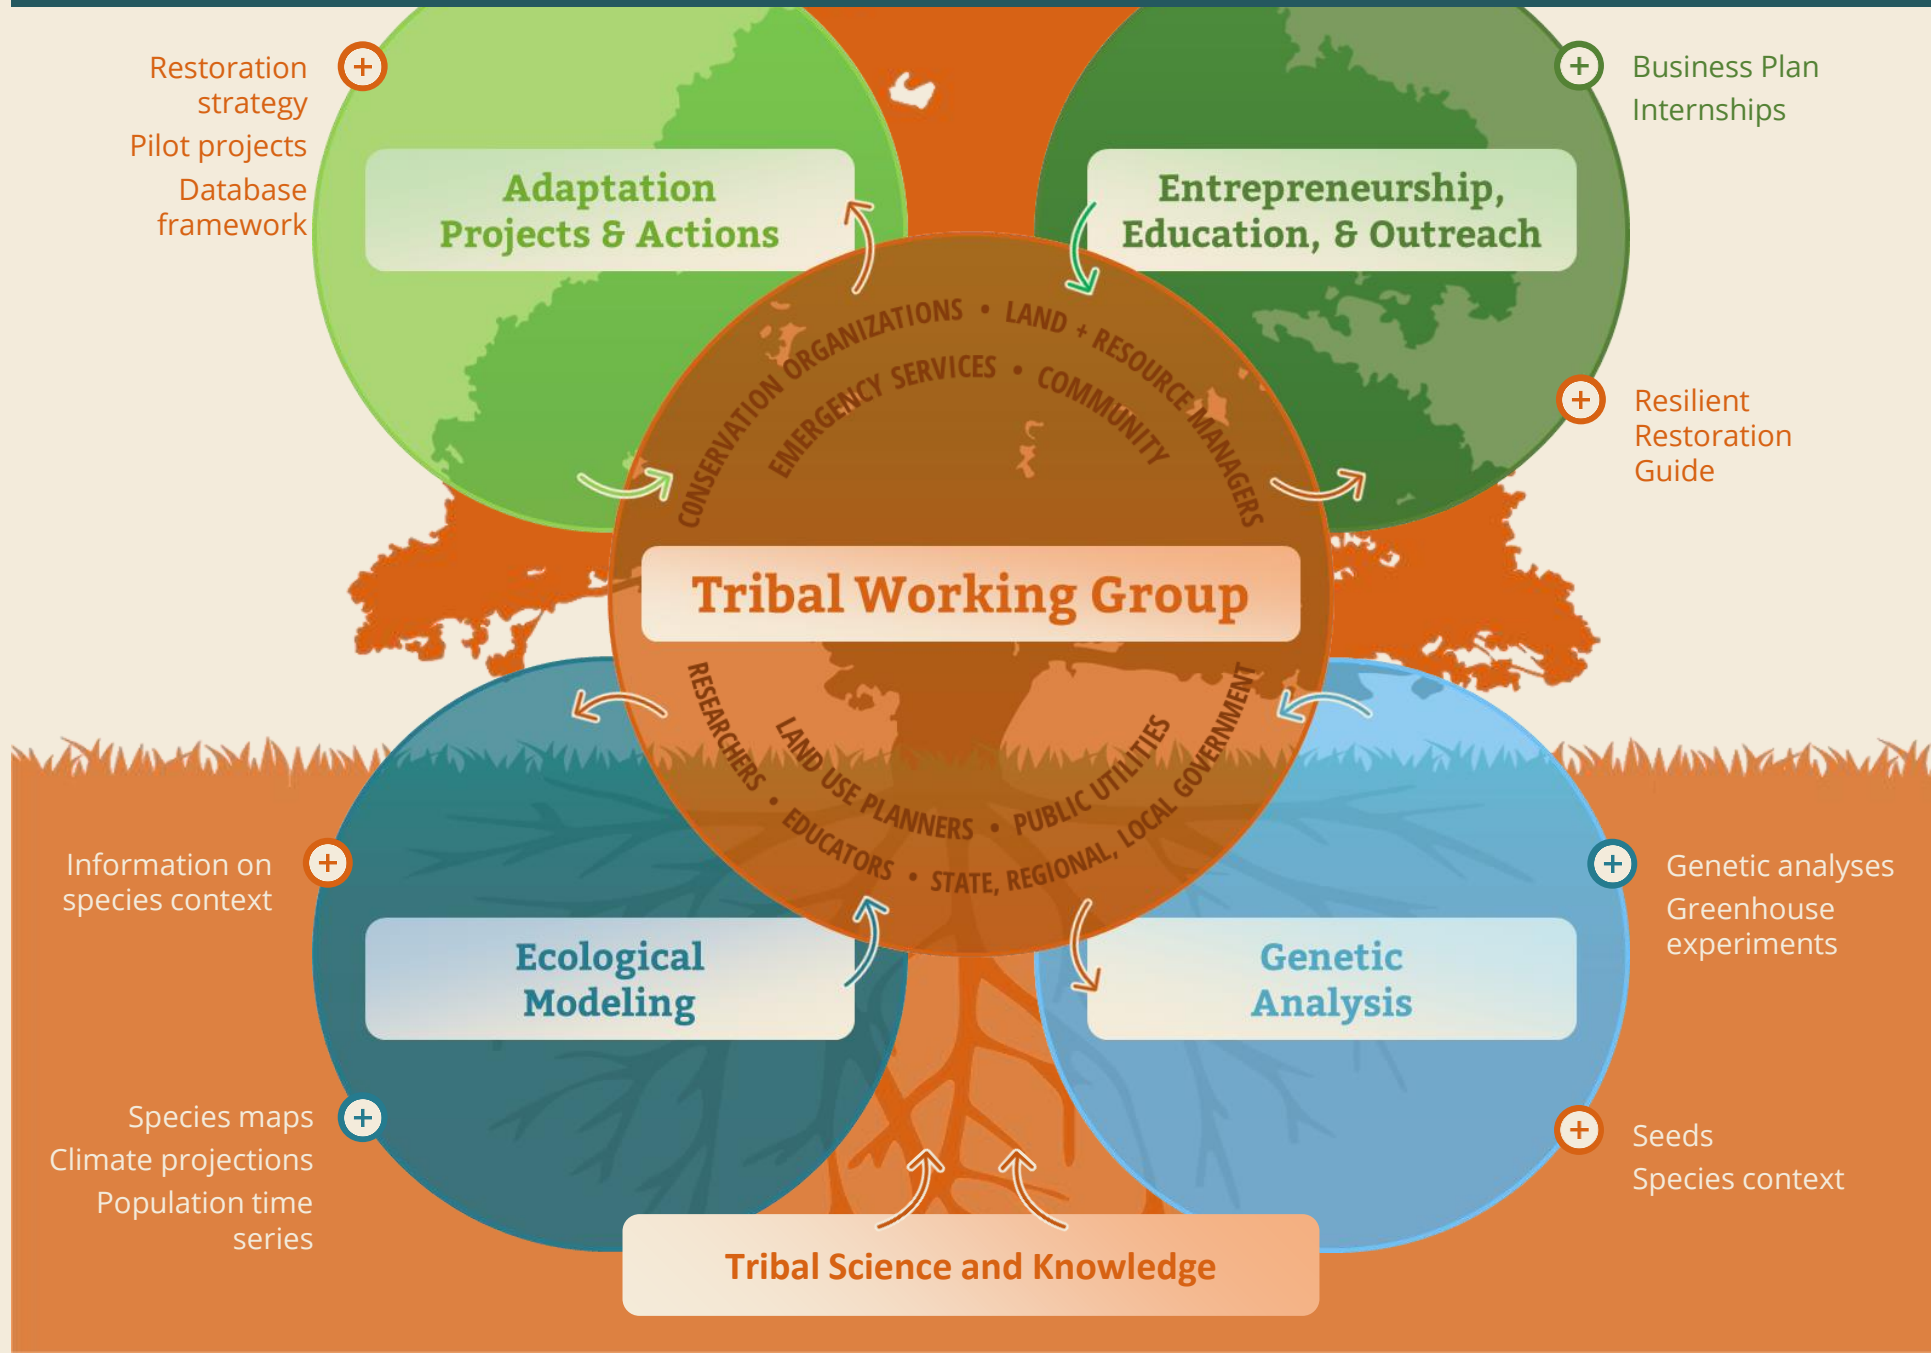 Restoration
strategy
Pilot projects
Database
framework
Adaptation
Projects & Actions
Entrepreneurship,
Education, & Outreach
Business Plan
Internships
Resilient
Restoration
Guide
CONSERVATION ORGANIZATIONS • LAND + RESOURCE MANAGERS
EMERGENCY SERVICES • COMMUNITY
Tribal Working Group
LAND USE PLANNERS • PUBLIC UTILITIES
RESEARCHERS • EDUCATORS • STATE, REGIONAL, LOCAL GOVERNMENT
Information on
species context
Ecological
Modeling
Genetic
Analysis
Genetic analyses
Greenhouse
experiments
Species maps
Climate projections
Population time
series
Seeds
Species context
Tribal Science and Knowledge